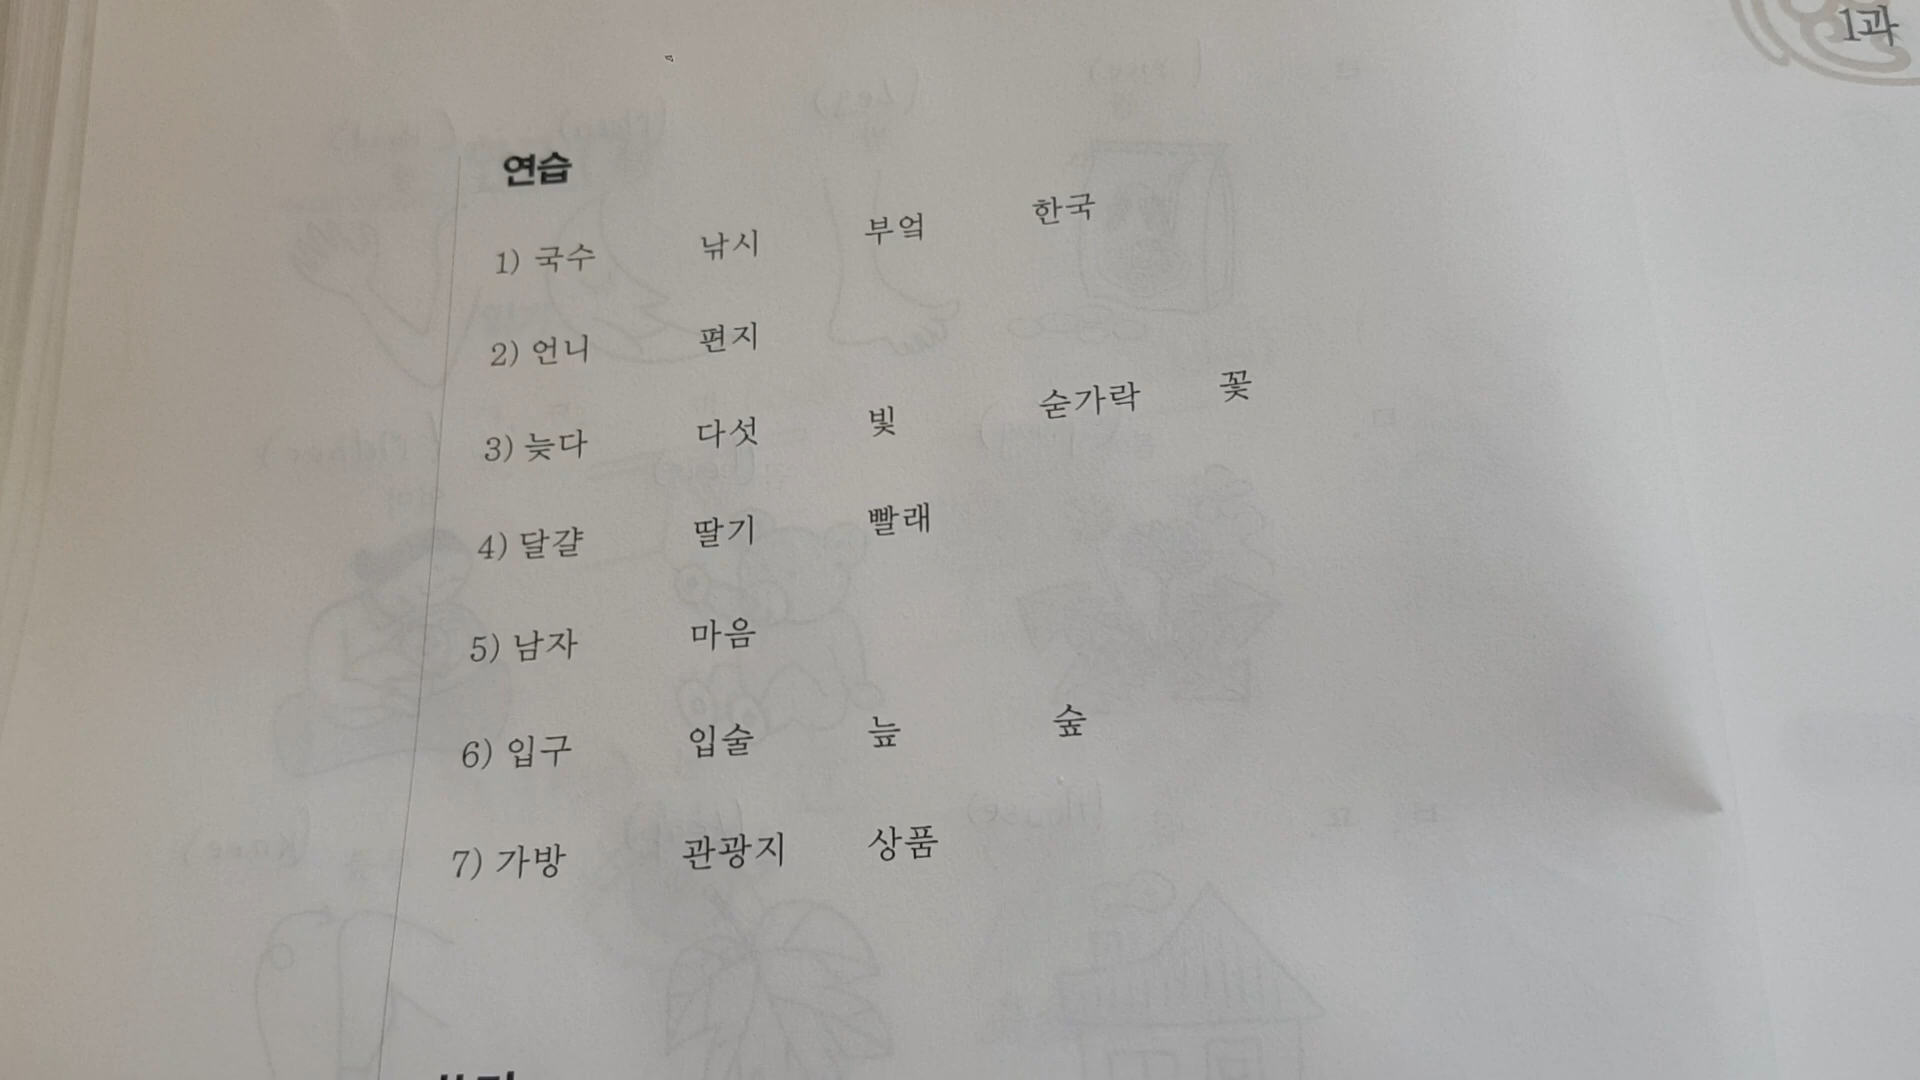 1과
연습
1) 국수 낚시 부엌 한국
2) 언니 편지
3) 늦다 다섯 빛 숟가락 꽃
4) 달걀 딸기 빨래
5) 남자 마음
6) 입구 입술 늪 숲
7) 가방 관광지 상품